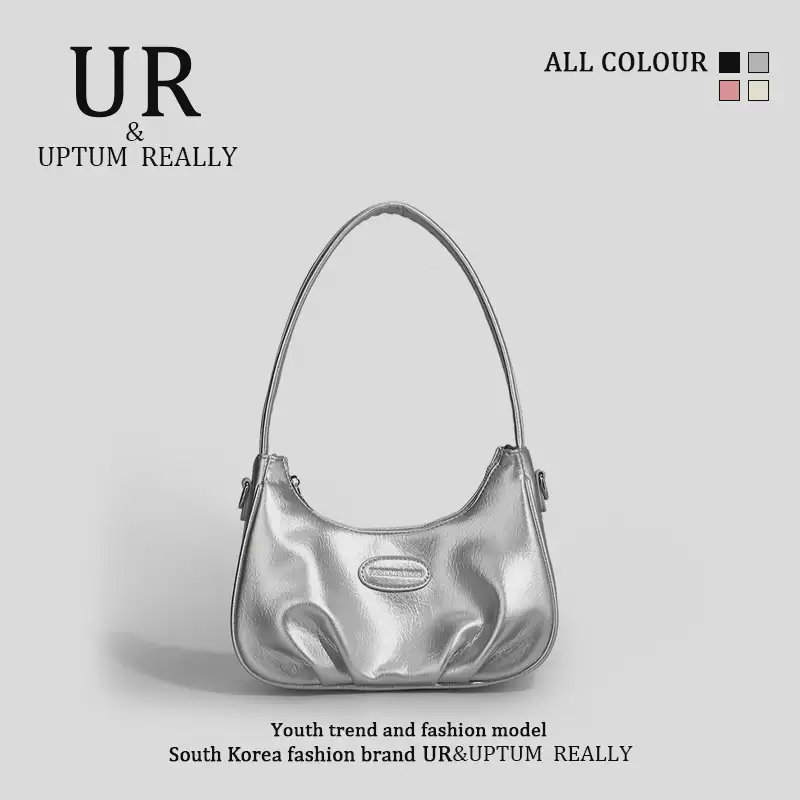 UR
ALL COLOUR
&
UPTUM REALLY
Youth trend and fashion model
South Korea fashion brand UR&UPTUM REALLY